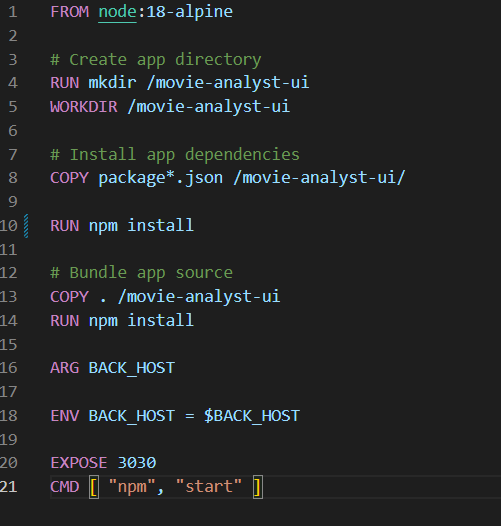 1 FROM node:18-alpine
2
3 # Create app directory
4 RUN mkdir /movie-analyst-ui
5 WORKDIR /movie-analyst-ui
6
7 # Install app dependencies
8 COPY package*.json /movie-analyst-ui/
9
10 RUN npm install
11
12 # Bundle app source
13 COPY . /movie-analyst-ui
14 RUN npm install
15
16 ARG BACK_HOST
17
18 ENV BACK_HOST = $BACK_HOST
19
20 EXPOSE 3030
21 CMD [ "npm", "start" ]